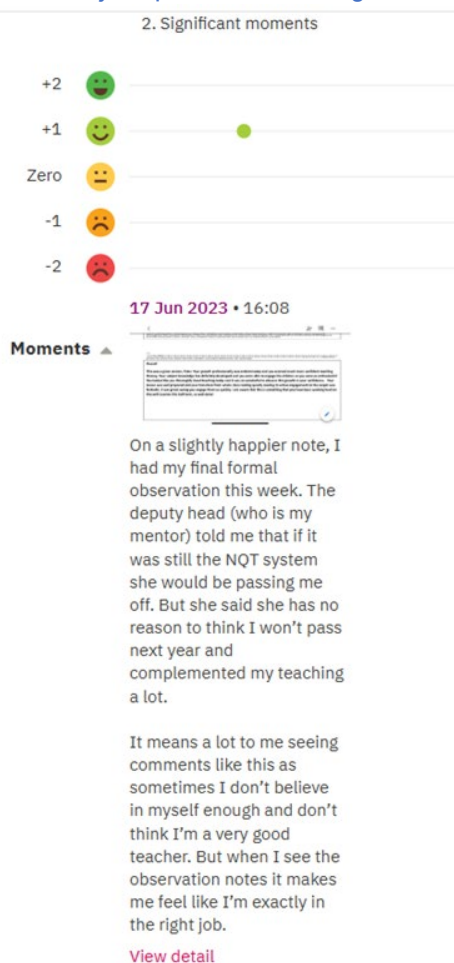 2. Significant moments
+2
+1
Zero
-1
-2
17 Jun 2023 • 16:08
Moments
On a slightly happier note, I
had my final formal
observation this week. The
deputy head (who is my
mentor) told me that if it
was still the NQT system
she would be passing me
off. But she said she has no
reason to think I won't pass
next year and
complemented my teaching
a lot.
It means a lot to me seeing
comments like this as
sometimes I don't believe
in myself enough and don't
think I'm a very good
teacher. But when I see the
observation notes it makes
me feel like I'm exactly in
the right job.
View detail